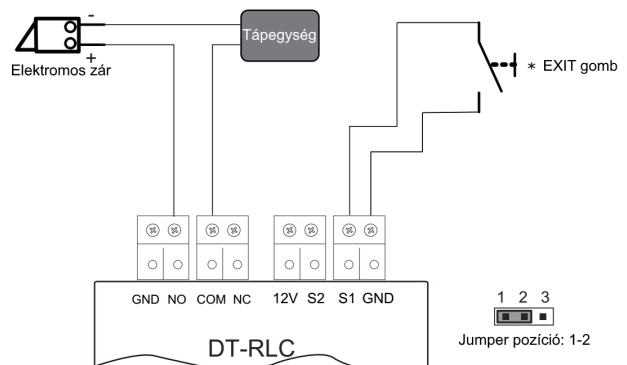 -
Tápegység
+
Elektromos zár
* EXIT gomb
GND NO COM NC 12V S2 S1 GND
1 2 3
DT-RLC
Jumper pozíció: 1-2